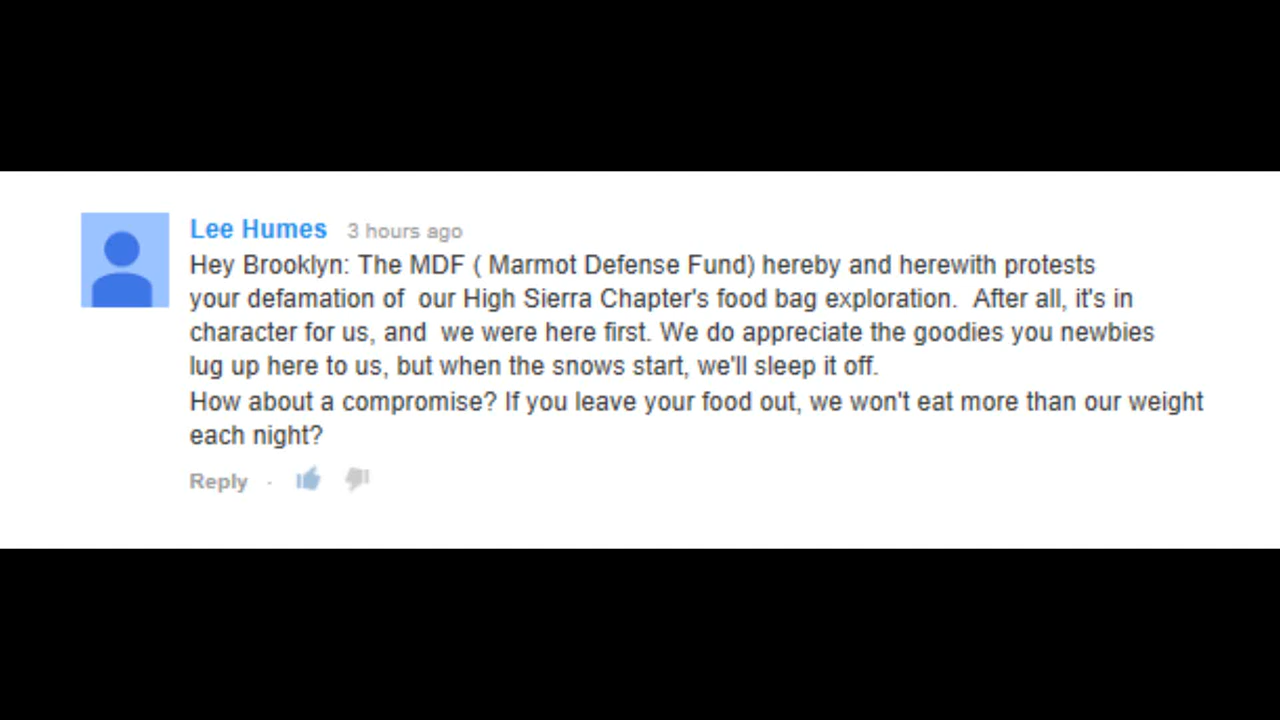 Lee Humes 3 hours ago
Hey Brooklyn: The MDF ( Marmot Defense Fund) hereby and herewith protests
your defamation of  our High Sierra Chapter's food bag exploration.  After all, it's in
character for us, and  we were here first. We do appreciate the goodies you newbies
lug up here to us, but when the snows start, we'll sleep it off.
How about a compromise? If you leave your food out, we won't eat more than our weight
each night?
Reply ·